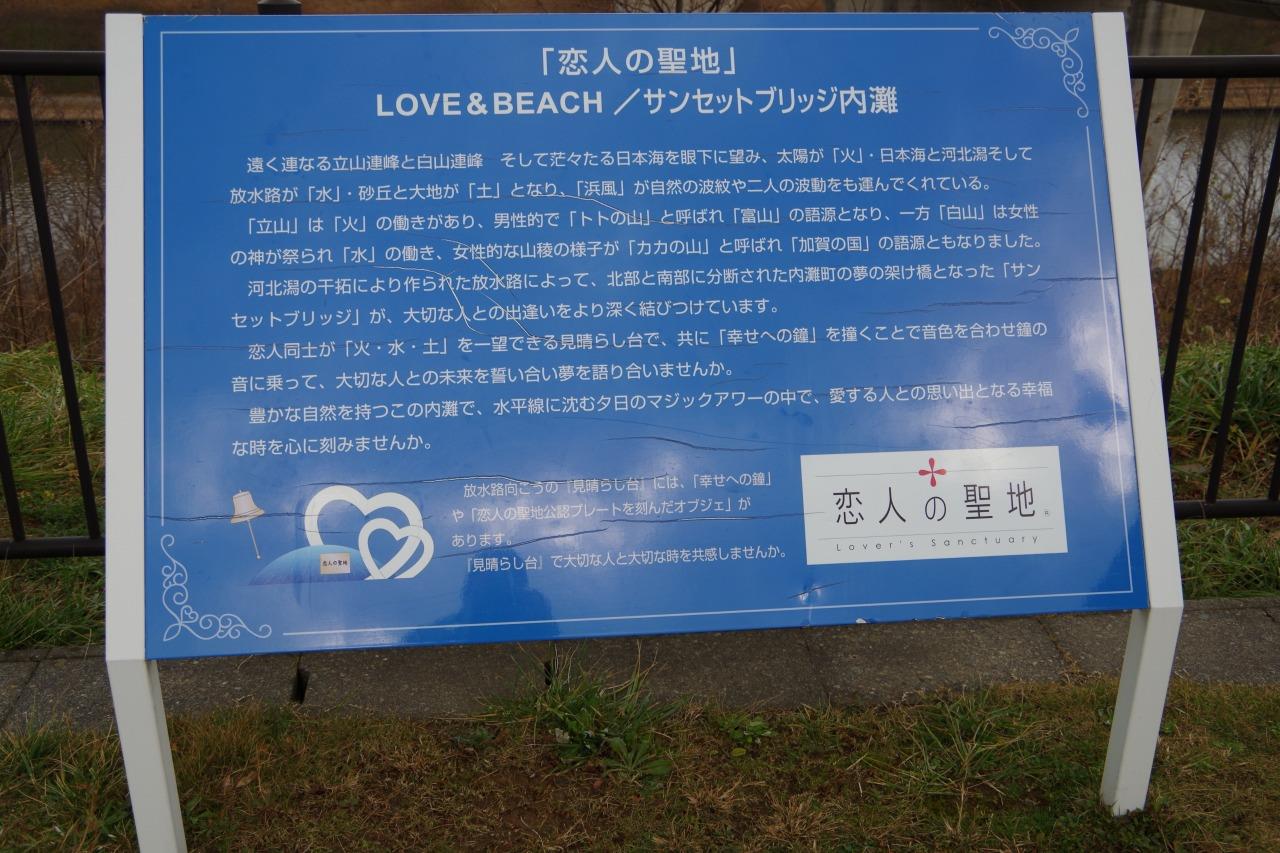 「恋人の聖地」
LOVE&BEACH ／サンセットブリッジ内灘
遠く連なる立山連峰と白山連峰　そして茫々たる日本海を眼下に望み、太陽が「火」・日本海と河北潟そして
放水路が「水」・砂丘と大地が「土」となり、「浜風」が自然の波紋や二人の波動をも運んでくれている。
「立山」は「火」の働きがあり、男性的で「トトの山」と呼ばれ「富山」の語源となり、一方「白山」は女性
の神が祭られ「水」の働き、女性的な山稜の様子が「カカの山」と呼ばれ「加賀の国」の語源ともなりました。
河北潟の干拓により作られた放水路によって、北部と南部に分断された内灘町の夢の架け橋となった「サン
セットブリッジ」が、大切な人との出逢いをより深く結びつけています。
恋人同士が「火・水・土」を一望できる見晴らし台で、共に「幸せへの鐘」を撞くことで音色を合わせ鐘の
音に乗って、大切な人との未来を誓い合い夢を語り合いませんか。
豊かな自然を持つこの内灘で、水平線に沈む夕日のマジックアワーの中で、愛する人との思い出となる幸福
な時を心に刻みませんか。
放水路向こうの『見晴らし台』には、「幸せへの鐘」
や「恋人の聖地公認プレートを刻んだオブジェ」が
あります。
『見晴らし台』で大切な人と大切な時を共感しませんか。
恋人の聖地
恋人の聖地®
Lover's Sanctuary